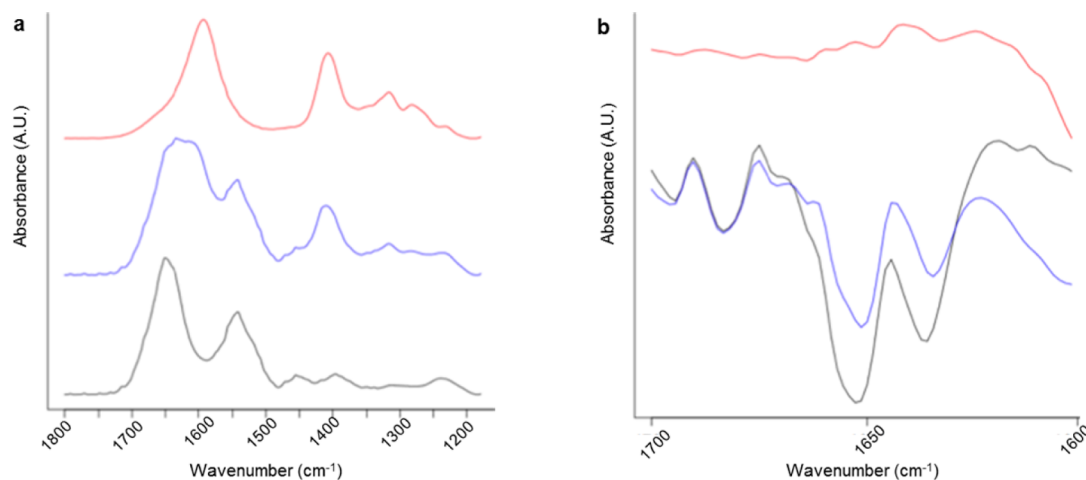 a
Absorbance (A.U.)
1800
1700
1600
1500
1400
1300
1200
Wavenumber (cm⁻¹)
b
Absorbance (A.U.)
1700
1650
1600
Wavenumber (cm⁻¹)